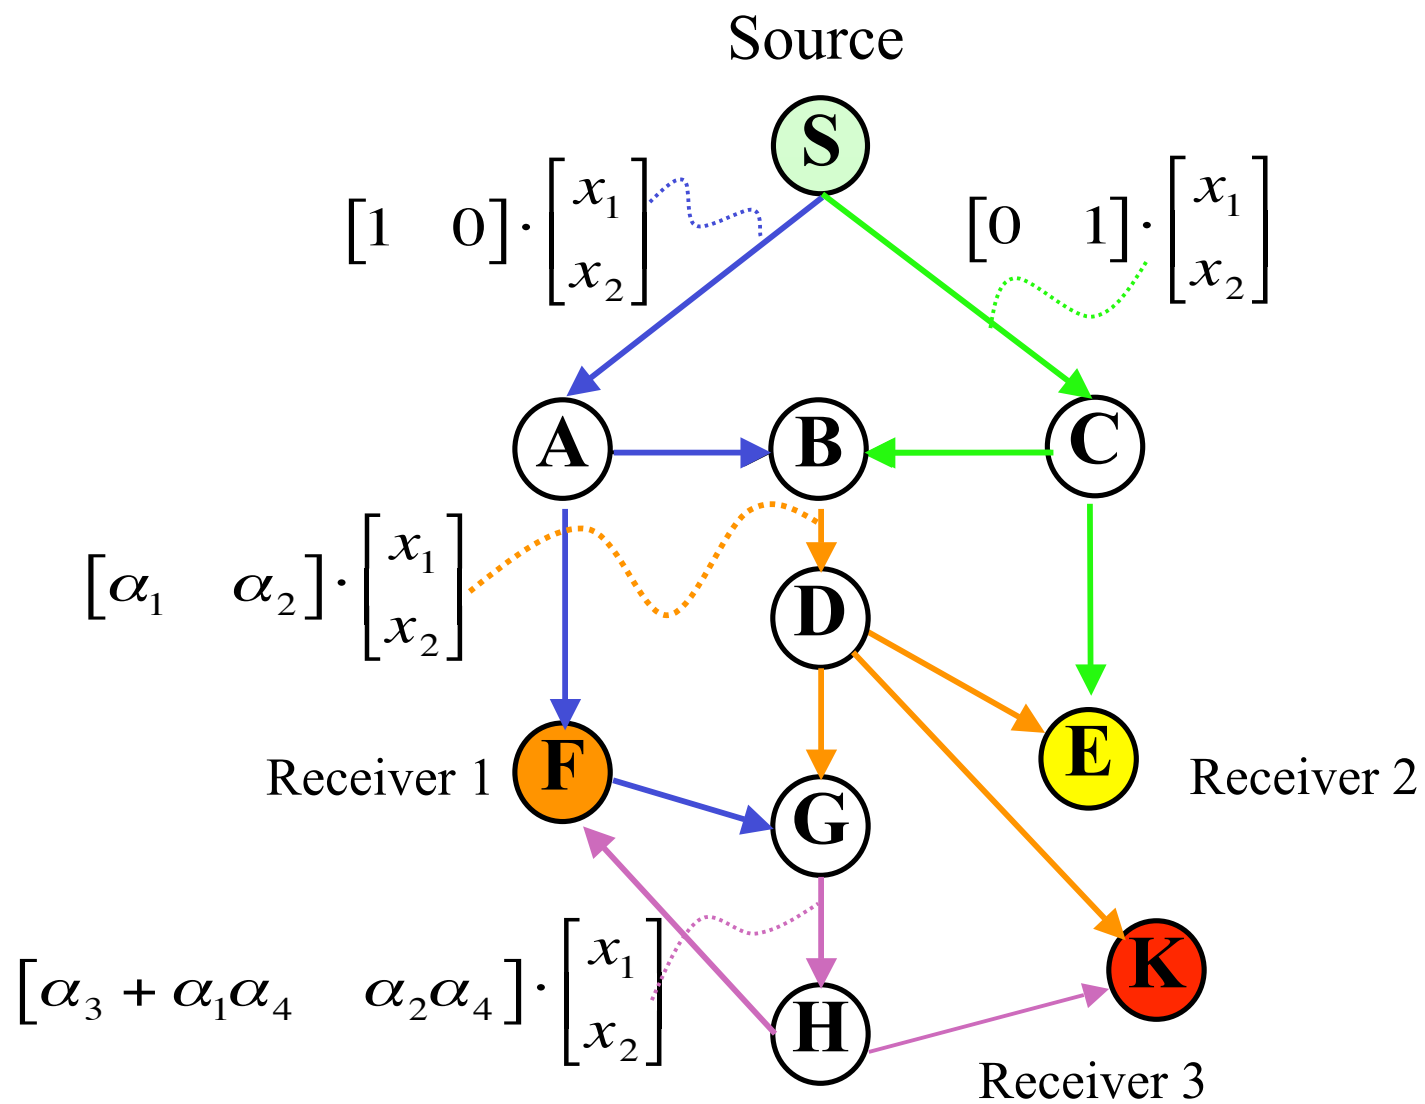 Source
S
[1 0]·[x₁ x₂]
[0 1]·[x₁ x₂]
A
B
C
[α₁ α₂]·[x₁ x₂]
D
Receiver 1
F
G
E
Receiver 2
[α₃ + α₁α₄ α₂α₄]·[x₁ x₂]
H
K
Receiver 3